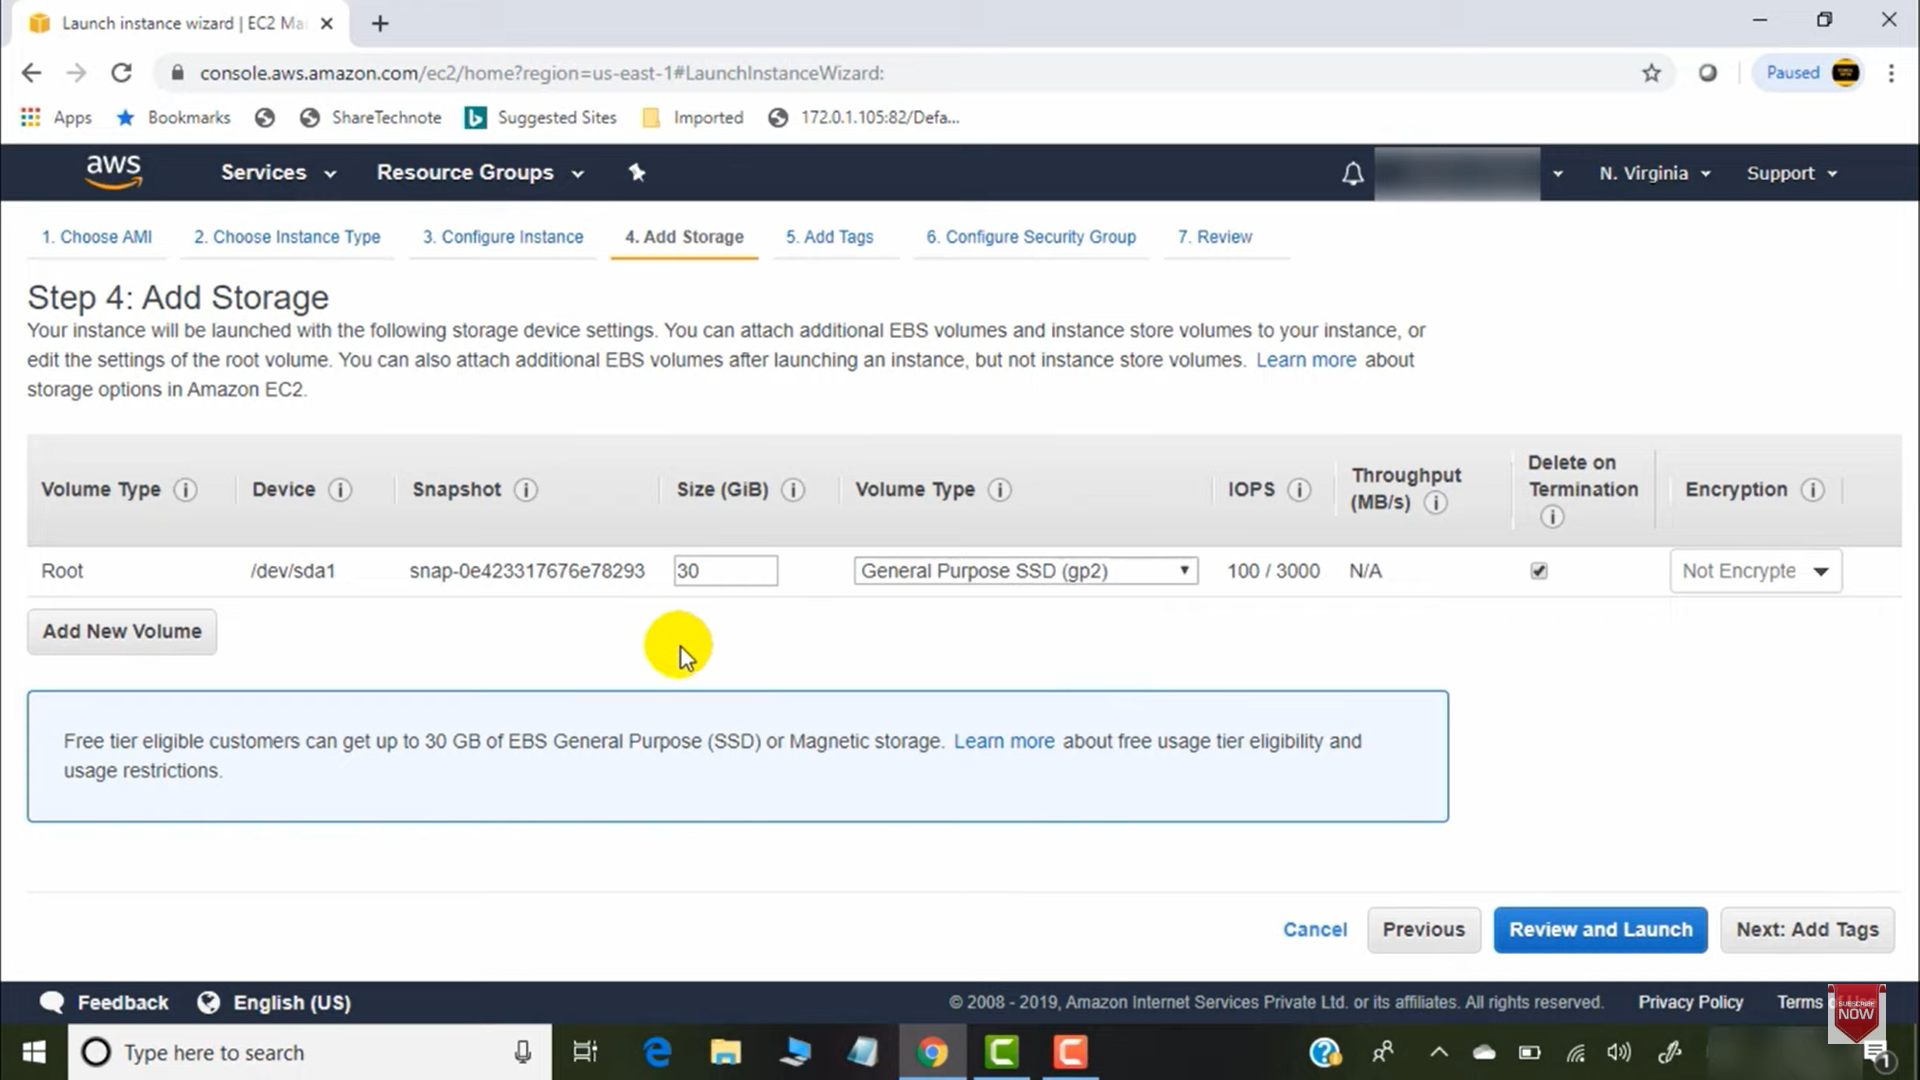 Launch instance wizard | EC2 Ma
console.aws.amazon.com/ec2/home?region=us-east-1#LaunchInstanceWizard:
Paused
Apps
Bookmarks
ShareTechnote
Suggested Sites
Imported
172.0.1.105:82/Defa...
aws
Services
Resource Groups
N. Virginia
Support
1. Choose AMI
2. Choose Instance Type
3. Configure Instance
4. Add Storage
5. Add Tags
6. Configure Security Group
7. Review
Step 4: Add Storage
Your instance will be launched with the following storage device settings. You can attach additional EBS volumes and instance store volumes to your instance, or
edit the settings of the root volume. You can also attach additional EBS volumes after launching an instance, but not instance store volumes. Learn more about
storage options in Amazon EC2.
Volume Type
Device
Snapshot
Size (GiB)
Volume Type
IOPS
Throughput
(MB/s)
Delete on
Termination
Encryption
Root
/dev/sda1
snap-0e423317676e78293
30
General Purpose SSD (gp2)
100 / 3000
N/A
Not Encrypte
Add New Volume
Free tier eligible customers can get up to 30 GB of EBS General Purpose (SSD) or Magnetic storage. Learn more about free usage tier eligibility and
usage restrictions.
Cancel
Previous
Review and Launch
Next: Add Tags
Feedback
English (US)
© 2008 - 2019, Amazon Internet Services Private Ltd. or its affiliates. All rights reserved.
Privacy Policy
Terms
SUBSCRIBE
NOW
Type here to search
1